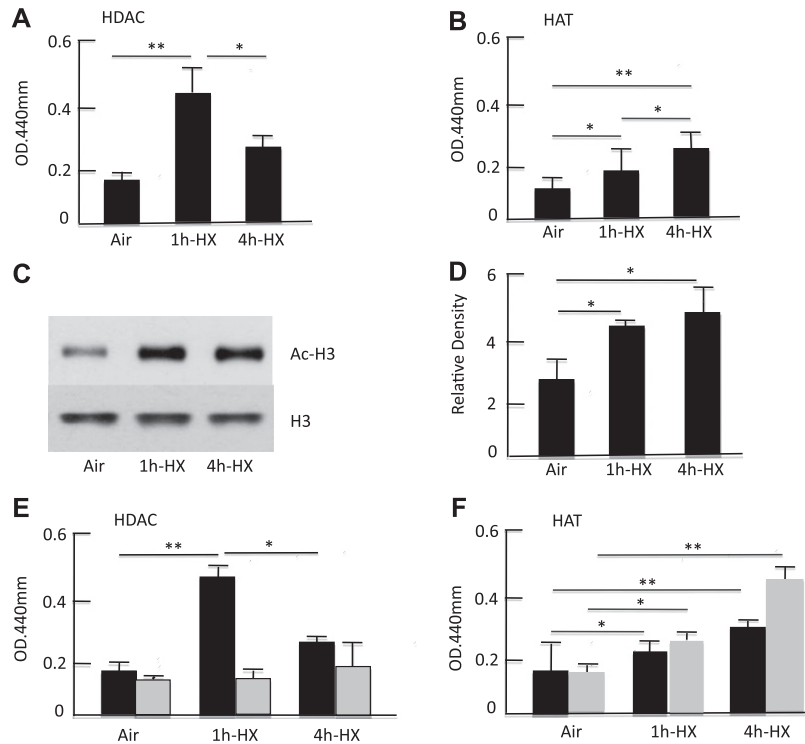 A
HDAC
0.6
0.4
0.2
0
OD.440mm
**
*
Air
1h-HX
4h-HX
B
HAT
0.6
0.4
0.2
0
OD.440mm
**
*
*
Air
1h-HX
4h-HX
C
Ac-H3
H3
Air
1h-HX
4h-HX
D
6
4
2
0
Relative Density
*
*
Air
1h-HX
4h-HX
E
HDAC
0.6
0.4
0.2
0
OD.440mm
**
*
Air
1h-HX
4h-HX
F
HAT
0.6
0.4
0.2
0
OD.440mm
**
**
*
*
Air
1h-HX
4h-HX